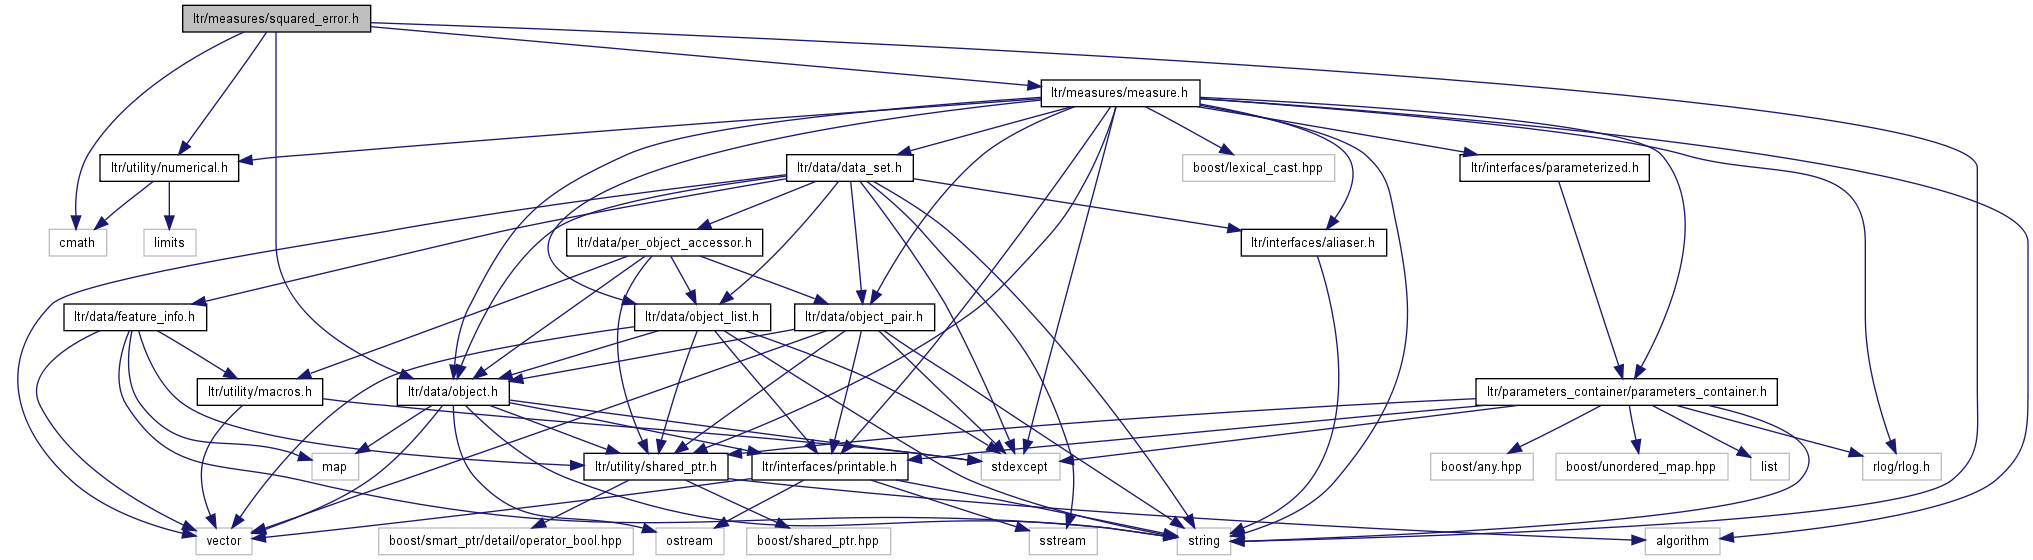 ltr/measures/squared_error.h
ltr/measures/measure.h
ltr/utility/numerical.h
ltr/data/data_set.h
boost/lexical_cast.hpp
ltr/interfaces/parameterized.h
cmath
limits
ltr/data/per_object_accessor.h
ltr/interfaces/aliaser.h
ltr/data/feature_info.h
ltr/data/object_list.h
ltr/data/object_pair.h
ltr/utility/macros.h
ltr/data/object.h
ltr/parameters_container/parameters_container.h
map
ltr/utility/shared_ptr.h
ltr/interfaces/printable.h
stdexcept
boost/any.hpp
boost/unordered_map.hpp
list
rlog/rlog.h
vector
boost/smart_ptr/detail/operator_bool.hpp
ostream
boost/shared_ptr.hpp
sstream
string
algorithm